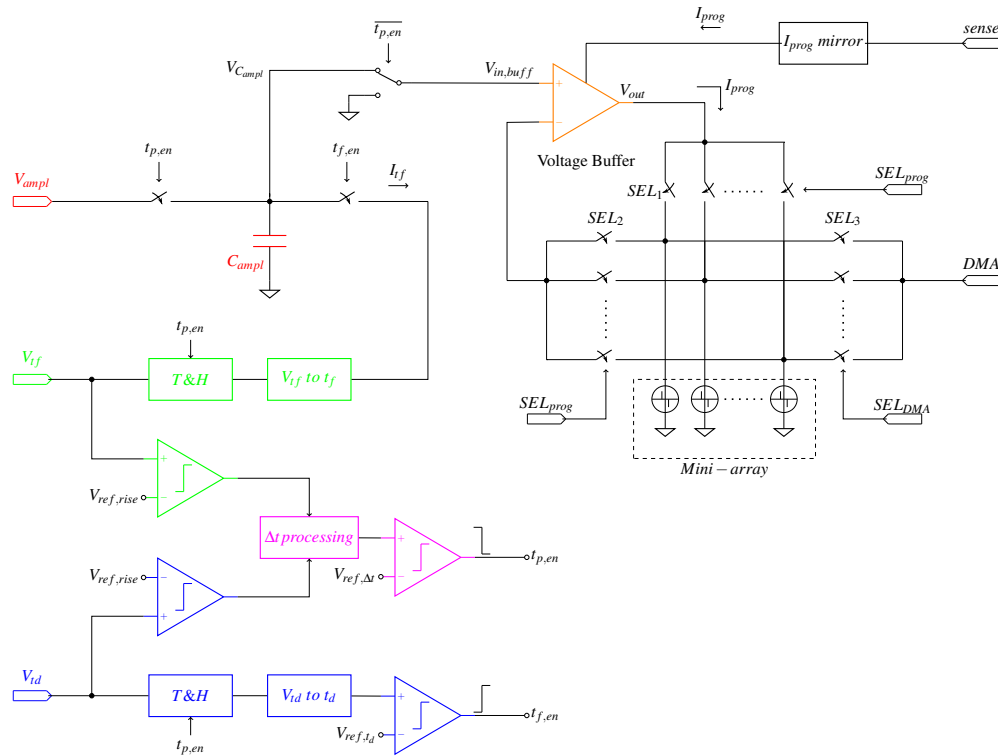 I_prog
sense
t_p,en
I_prog mirror
V_C_ampl
V_in,buff
+
−
V_out
I_prog
Voltage Buffer
t_p,en
t_f,en
I_tf
V_ampl
SEL_1
......
SEL_prog
SEL_2
SEL_3
C_ampl
DMA
......
......
t_p,en
V_tf
T&H
V_tf to t_f
SEL_prog
......
SEL_DMA
Mini − array
+
V_ref,rise
−
Δt processing
+
t_p,en
V_ref,rise
−
V_ref,Δt
−
+
V_td
T&H
V_td to t_d
+
t_f,en
V_ref,t_d
−
t_p,en